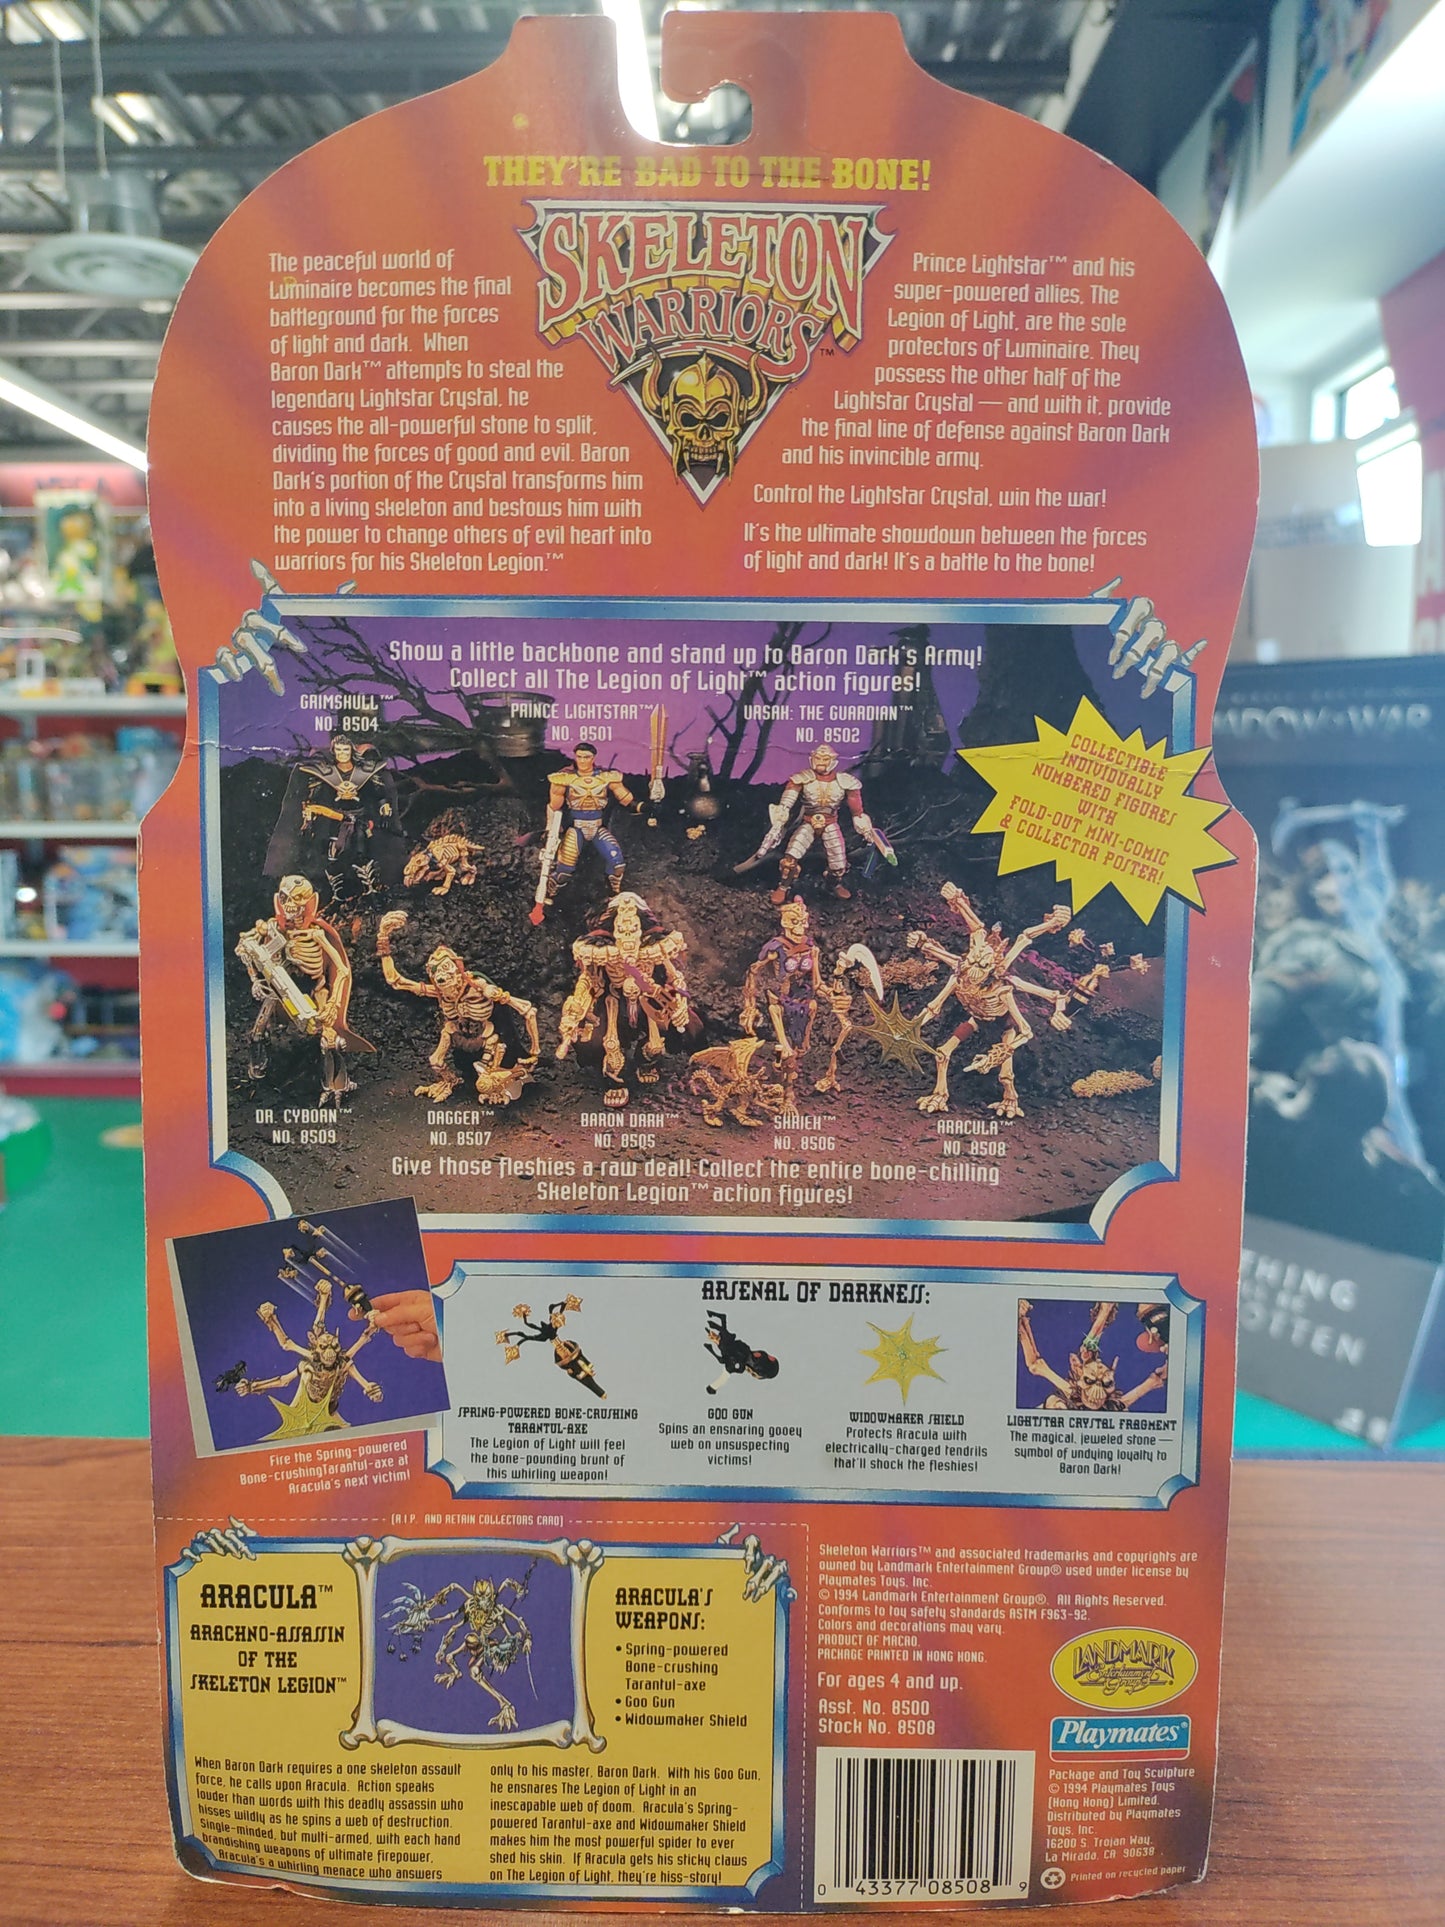 THEY'RE BAD TO THE BONE!
SKELETON
WARRIORS™
The peaceful world of
Luminaire becomes the final
battleground for the forces
of light and dark. When
Baron Dark™ attempts to steal the
legendary Lightstar Crystal, he
causes the all-powerful stone to split,
dividing the forces of good and evil. Baron
Dark's portion of the Crystal transforms him
into a living skeleton and bestows him with
the power to change others of evil heart into
warriors for his Skeleton Legion.™
Prince Lightstar™ and his
super-powered allies, The
Legion of Light, are the sole
protectors of Luminaire. They
possess the other half of the
Lightstar Crystal — and with it, provide
the final line of defense against Baron Dark
and his invincible army.
Control the Lightstar Crystal, win the war!
It's the ultimate showdown between the forces
of light and dark! It's a battle to the bone!
Show a little backbone and stand up to Baron Dark's Army!
Collect all The Legion of Light™ action figures!
GRIMSKULL™
NO. 8504
PRINCE LIGHTSTAR™
NO. 8501
URSAK: THE GUARDIAN™
NO. 8502
COLLECTIBLE
INDIVIDUALLY
NUMBERED FIGURES
WITH
FOLD-OUT MINI-COMIC
& COLLECTOR POSTER!
DR. CYBORN™
NO. 8509
DAGGER™
NO. 8507
BARON DARK™
NO. 8505
SHRIEK™
NO. 8506
ARACULA™
NO. 8508
Give those fleshies a raw deal! Collect the entire bone-chilling
Skeleton Legion™ action figures!
Fire the Spring-powered
Bone-crushing Tarantul-axe at
Aracula's next victim!
ARSENAL OF DARKNESS:
SPRING-POWERED BONE-CRUSHING
TARANTUL-AXE
The Legion of Light will feel
the bone-pounding brunt of
this whirling weapon!
GOO GUN
Spins an ensnaring gooey
web on unsuspecting
victims!
WIDOWMAKER SHIELD
Protects Aracula with
electrically-charged tendrils
that'll shock the fleshies!
LIGHTSTAR CRYSTAL FRAGMENT
The magical, jeweled stone —
symbol of undying loyalty to
Baron Dark!
(R.I.P. AND RETAIN COLLECTORS CARD)
ARACULA™
ARACHNO-ASSASSIN
OF THE
SKELETON LEGION™
ARACULA'S
WEAPONS:
• Spring-powered
Bone-crushing
Tarantul-axe
• Goo Gun
• Widowmaker Shield
When Baron Dark requires a one skeleton assault
force, he calls upon Aracula. Action speaks
louder than words with this deadly assassin who
hisses wildly as he spins a web of destruction.
Single-minded, but multi-armed, with each hand
brandishing weapons of ultimate firepower,
Aracula's a whirling menace who answers
only to his master, Baron Dark. With his Goo Gun,
he ensnares The Legion of Light in an
inescapable web of doom. Aracula's Spring-
powered Tarantul-axe and Widowmaker Shield
makes him the most powerful spider to ever
shed his skin. If Aracula gets his sticky claws
on The Legion of Light, they're hiss-story!
Skeleton Warriors™ and associated trademarks and copyrights are
owned by Landmark Entertainment Group® used under license by
Playmates Toys, Inc.
© 1994 Landmark Entertainment Group®. All Rights Reserved.
Conforms to toy safety standards ASTM F963-92.
Colors and decorations may vary.
PRODUCT OF MACAO.
PACKAGE PRINTED IN HONG KONG.
For ages 4 and up.
Asst. No. 8500
Stock No. 8508
LANDMARK
Entertainment
Group
Playmates®
Package and Toy Sculpture
© 1994 Playmates Toys
(Hong Kong) Limited.
Distributed by Playmates
Toys, Inc.
16200 S. Trojan Way,
La Mirada, CA 90638
Printed on recycled paper
0 43377 08508 9